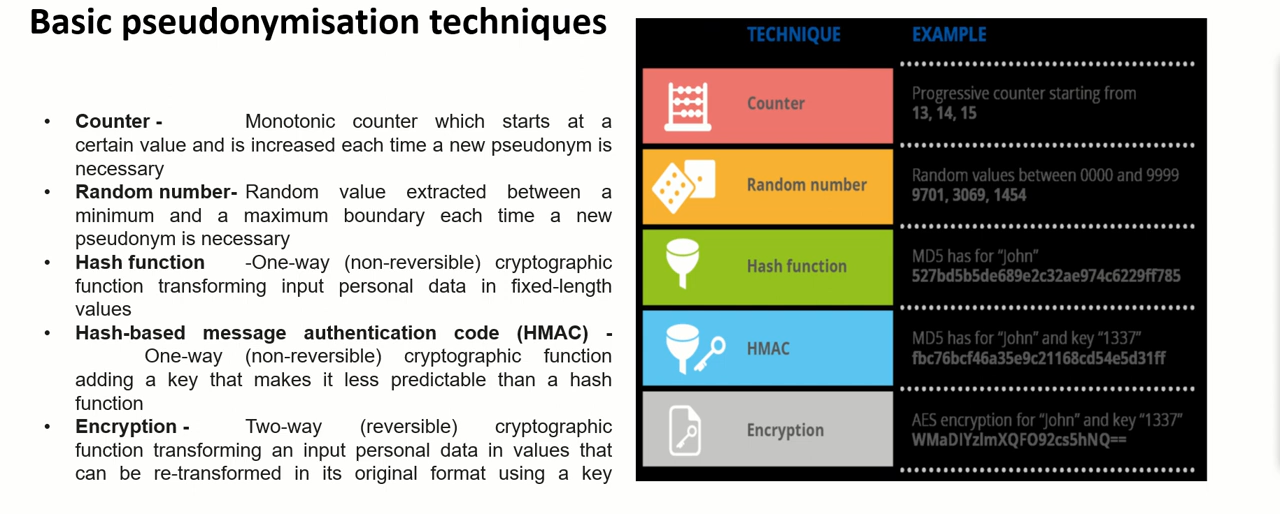 Basic pseudonymisation techniques
• Counter - Monotonic counter which starts at a
certain value and is increased each time a new pseudonym is
necessary
• Random number- Random value extracted between a
minimum and a maximum boundary each time a new
pseudonym is necessary
• Hash function -One-way (non-reversible) cryptographic
function transforming input personal data in fixed-length
values
• Hash-based message authentication code (HMAC) -
One-way (non-reversible) cryptographic function
adding a key that makes it less predictable than a hash
function
• Encryption - Two-way (reversible) cryptographic
function transforming an input personal data in values that
can be re-transformed in its original format using a key
TECHNIQUE EXAMPLE
Counter
Progressive counter starting from
13, 14, 15
Random number
Random values between 0000 and 9999
9701, 3069, 1454
Hash function
MD5 has for “John”
527bd5b5de689e2c32ae974c6229ff785
HMAC
MD5 has for “John” and key “1337”
fbc76bcf46a35e9c21168cd54e5d31ff
Encryption
AES encryption for “John” and key “1337”
WMaDIYzlmXQFO92cs5hNQ==